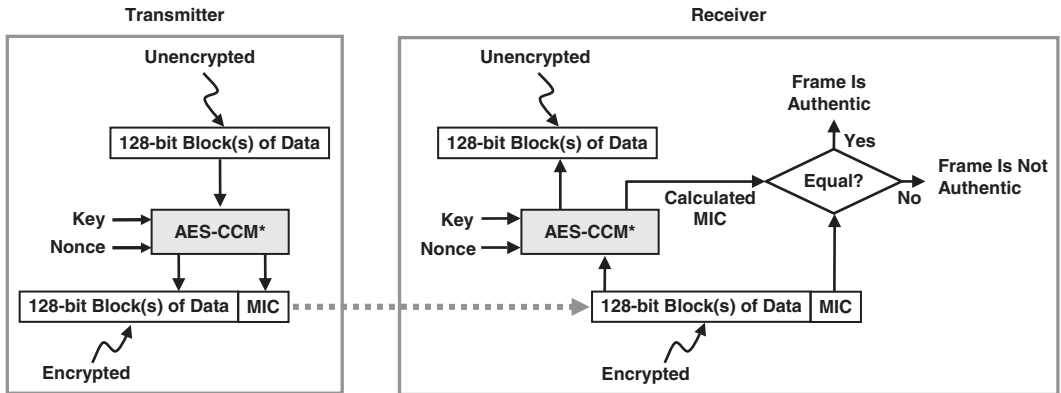 Transmitter
Unencrypted
128-bit Block(s) of Data
Key
Nonce
AES-CCM*
128-bit Block(s) of Data
MIC
Encrypted
Receiver
Unencrypted
128-bit Block(s) of Data
Key
Nonce
AES-CCM*
Calculated
MIC
Frame Is
Authentic
Yes
Equal?
No
Frame Is Not
Authentic
128-bit Block(s) of Data
MIC
Encrypted